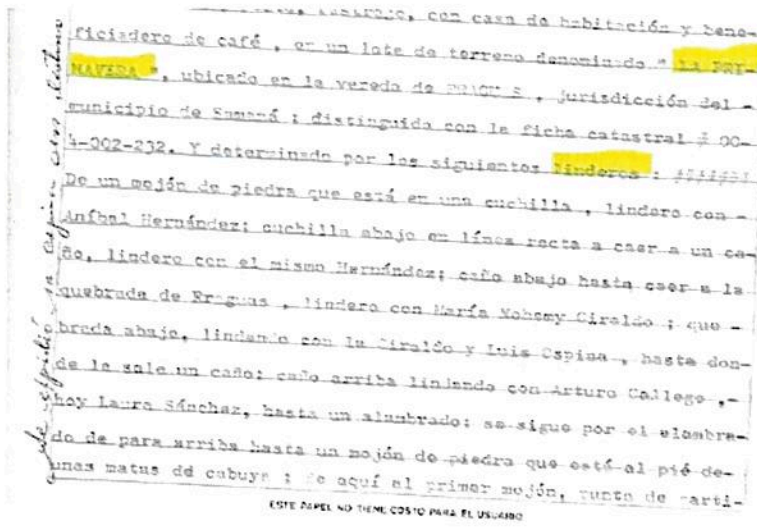 con casa de habitación y bene-
ficiadero de café , en un lote de terreno denominado " LA PRI-
MAVERA ", ubicado en la vereda de , jurisdicción del -
municipio de Samaná ; distinguida con la ficha catastral # 00-
4-002-232. Y determinado por los siguientes linderos :
De un mojón de piedra que está en una cuchilla , lindero con -
Aníbal Hernández; cuchilla abajo en línea recta a caer a un ca-
ño, lindero con el mismo Hernández; caño abajo hasta caer a la
quebrada de , lindero con María Giraldo ; que -
brada abajo, lindando con la Giraldo y Luis Ospina , hasta don-
de le sale un caño; caño arriba lindando con Arturo Gallego ,-
hoy Laura Sánchez, hasta un alambrado; se sigue por el alambra-
do de para arriba hasta un mojón de piedra que está al pié de-
unas matas de cabuya ; de aquí al primer mojón, punto de parti-
ESTE PAPEL NO TIENE COSTO PARA EL USUARIO